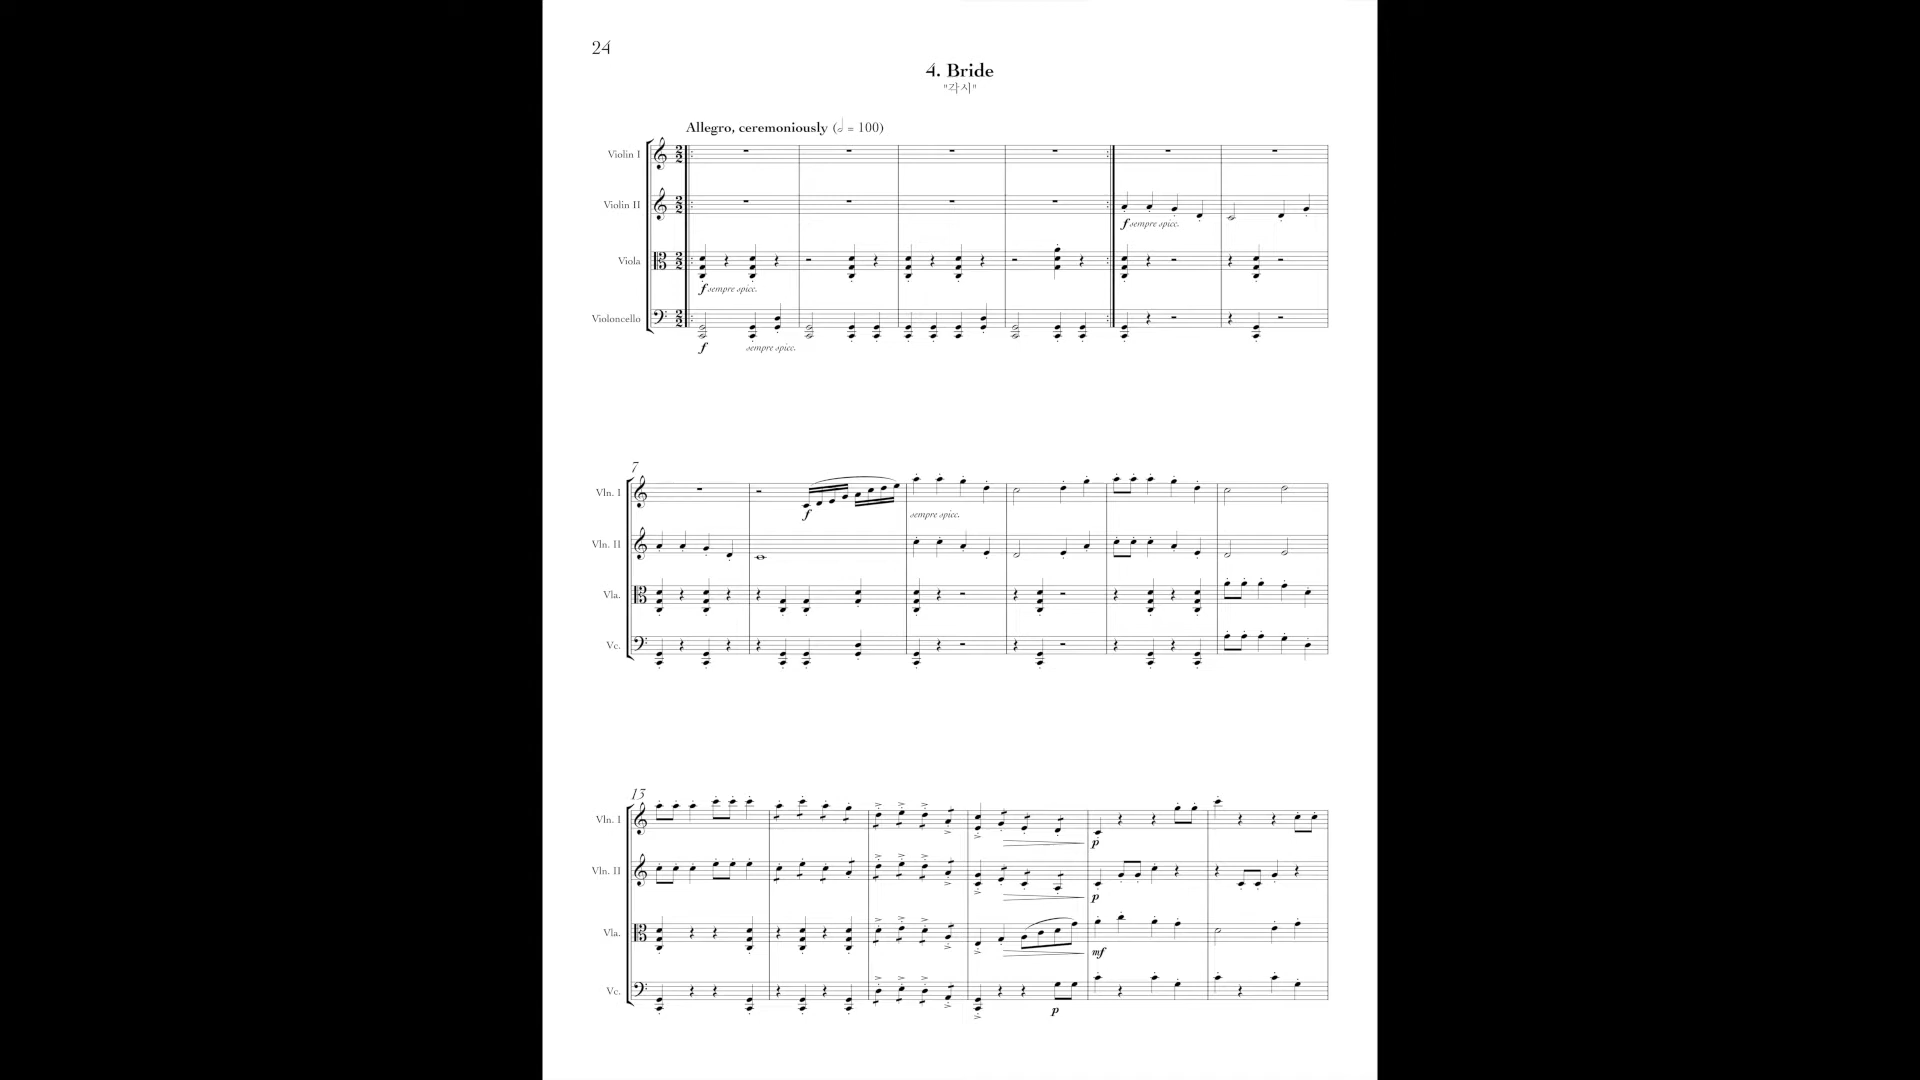 24
4. Bride
"각시"
Allegro, ceremoniously (𝅗𝅥 = 100)
Violin I
Violin II
f sempre spicc.
Viola
f sempre spicc.
Violoncello
f sempre spicc.
7
Vln. I
f sempre spicc.
Vln. II
Vla.
Vc.
13
Vln. I
p
Vln. II
p
Vla.
mf
Vc.
p